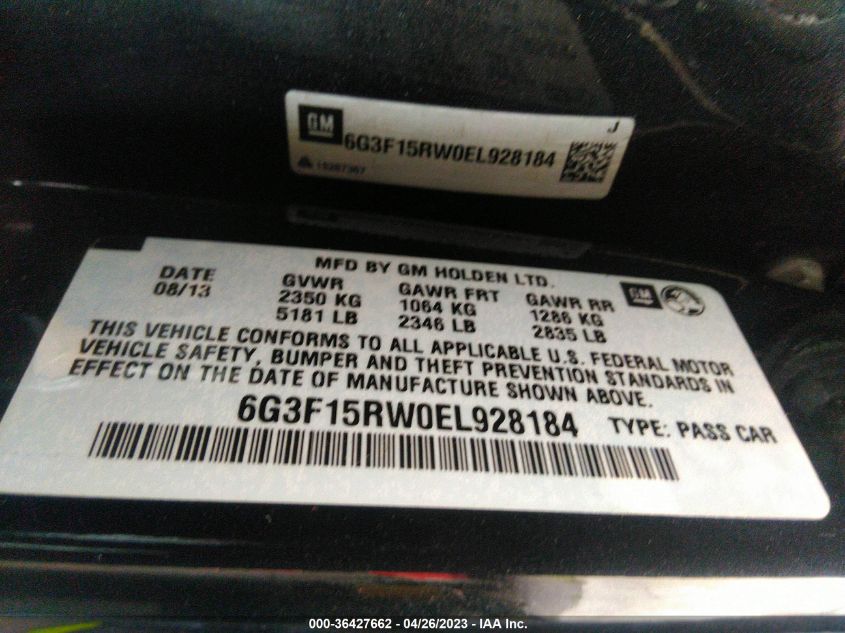 GM
J
6G3F15RW0EL928184
15287367
MFD BY GM HOLDEN LTD.
DATE GVWR GAWR FRT GAWR RR GM
08/13 2350 KG 1064 KG 1286 KG
5181 LB 2346 LB 2835 LB
THIS VEHICLE CONFORMS TO ALL APPLICABLE U.S. FEDERAL MOTOR
VEHICLE SAFETY, BUMPER AND THEFT PREVENTION STANDARDS IN
EFFECT ON THE DATE OF MANUFACTURE SHOWN ABOVE.
6G3F15RW0EL928184 TYPE: PASS CAR
000-36427662 - 04/26/2023 - IAA Inc.